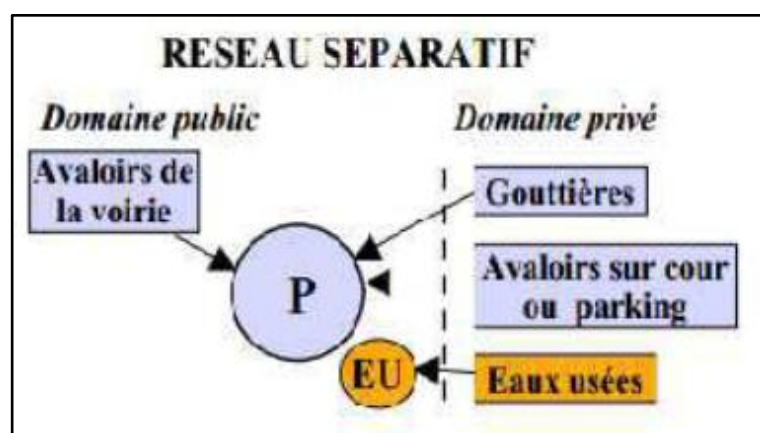 RESEAU SEPARATIF
Domaine public
Domaine privé
Avaloirs de
la voirie
Gouttières
P
Avaloirs sur cour
ou parking
EU
Eaux usées